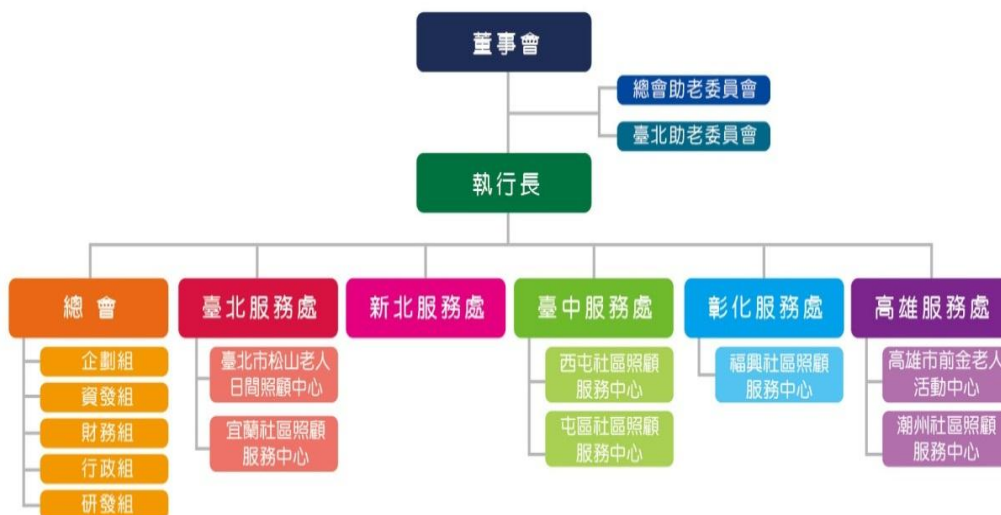 董事會
總會助老委員會
臺北助老委員會
執行長
總會
企劃組
資發組
財務組
行政組
研發組
臺北服務處
臺北市松山老人
日間照顧中心
宜蘭社區照顧
服務中心
新北服務處
臺中服務處
西屯社區照顧
服務中心
屯區社區照顧
服務中心
彰化服務處
福興社區照顧
服務中心
高雄服務處
高雄市前金老人
活動中心
潮州社區照顧
服務中心